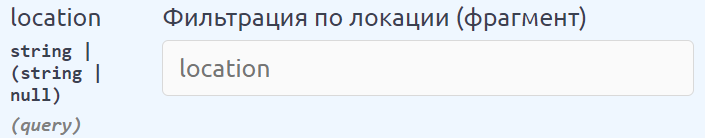 location
string |
(string |
null)
(query)
Фильтрация по локации (фрагмент)
location